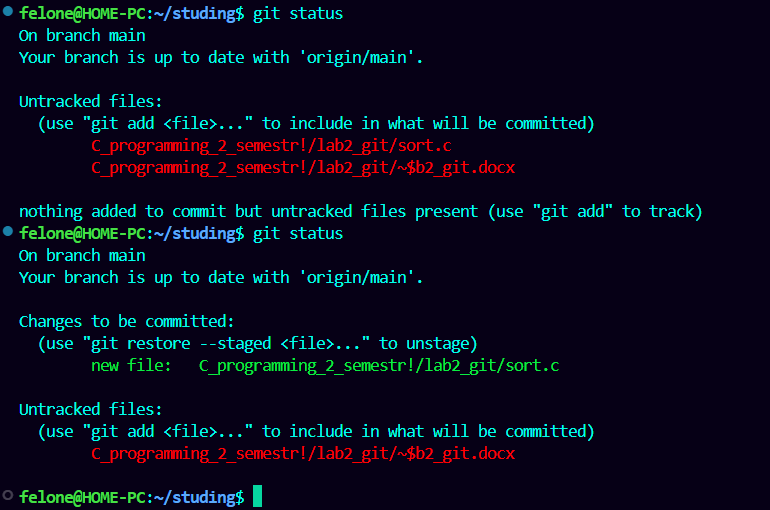 felone@HOME-PC:~/studing$ git status
On branch main
Your branch is up to date with 'origin/main'.
Untracked files:
(use "git add <file>..." to include in what will be committed)
C_programming_2_semestr!/lab2_git/sort.c
C_programming_2_semestr!/lab2_git/~$b2_git.docx
nothing added to commit but untracked files present (use "git add" to track)
felone@HOME-PC:~/studing$ git status
On branch main
Your branch is up to date with 'origin/main'.
Changes to be committed:
(use "git restore --staged <file>..." to unstage)
new file:   C_programming_2_semestr!/lab2_git/sort.c
Untracked files:
(use "git add <file>..." to include in what will be committed)
C_programming_2_semestr!/lab2_git/~$b2_git.docx
felone@HOME-PC:~/studing$